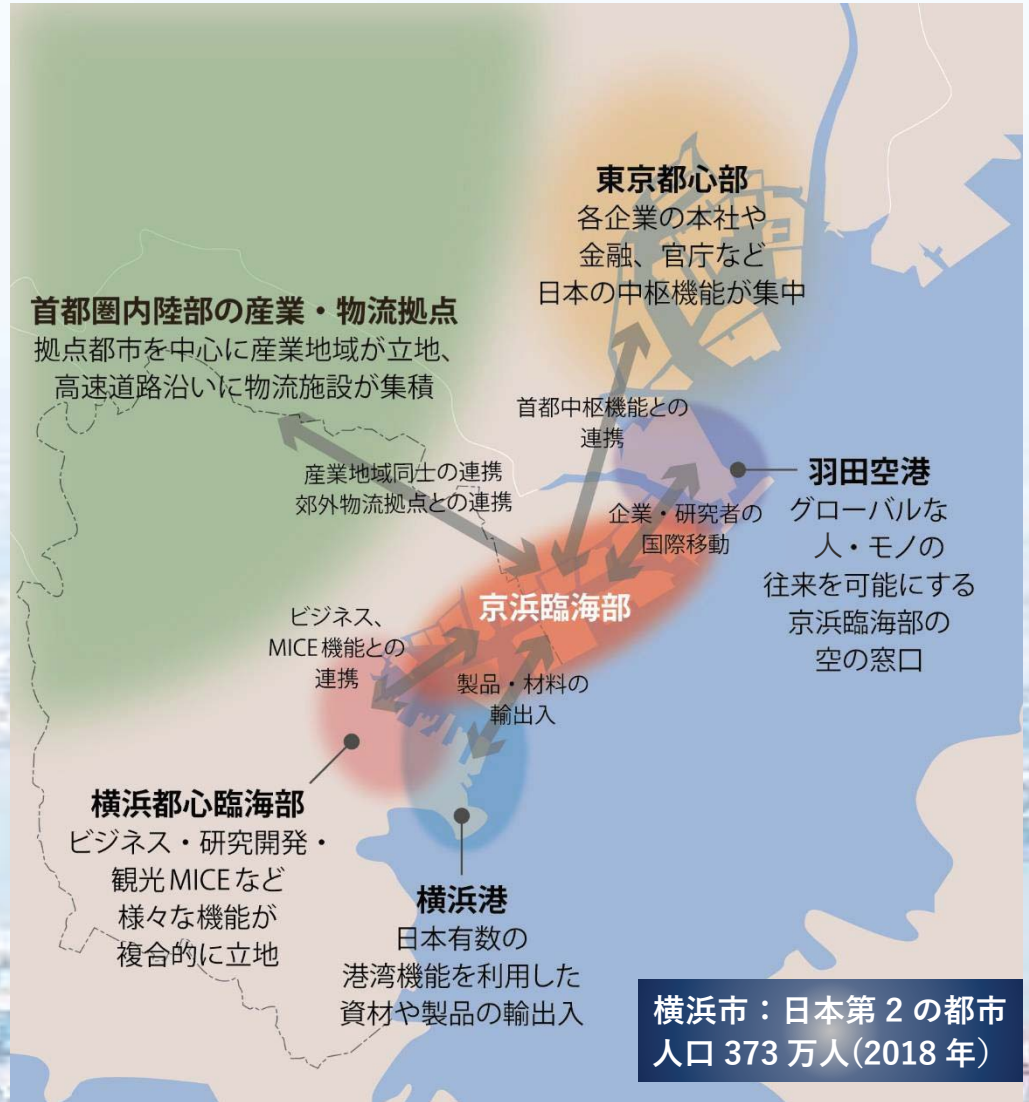 東京都心部
各企業の本社や
金融、官庁など
日本の中枢機能が集中
首都圏内陸部の産業・物流拠点
拠点都市を中心に産業地域が立地、
高速道路沿いに物流施設が集積
首都中枢機能との
連携
産業地域同士の連携
郊外物流拠点との連携
羽田空港
グローバルな
人・モノの
往来を可能にする
京浜臨海部の
空の窓口
企業・研究者の
国際移動
京浜臨海部
ビジネス、
MICE機能との
連携
製品・材料の
輸出入
横浜都心臨海部
ビジネス・研究開発・
観光MICEなど
様々な機能が
複合的に立地
横浜港
日本有数の
港湾機能を利用した
資材や製品の輸出入
横浜市：日本第2の都市
人口373万人(2018年)